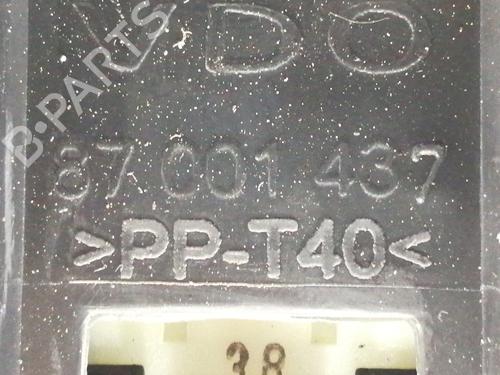 VDO
B-PARTS
87 001 437
>PP-T40<
38